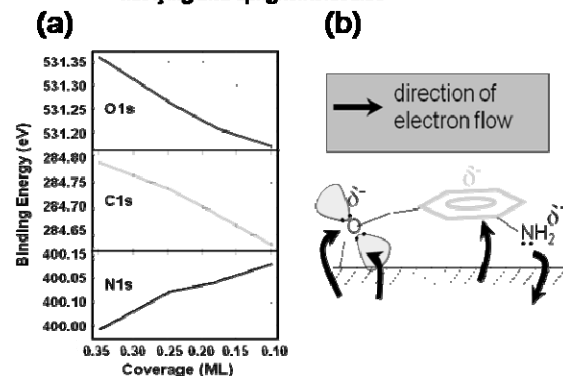 (a)
(b)
Binding Energy (eV)
531.35
531.25
531.20
O1s
284.80
284.75
284.70
284.65
C1s
400.15
400.05
400.10
400.00
N1s
0.35 0.30 0.25 0.20 0.15 0.10
Coverage (ML)
direction of
electron flow
δ-
δ-
δ
O
NH2